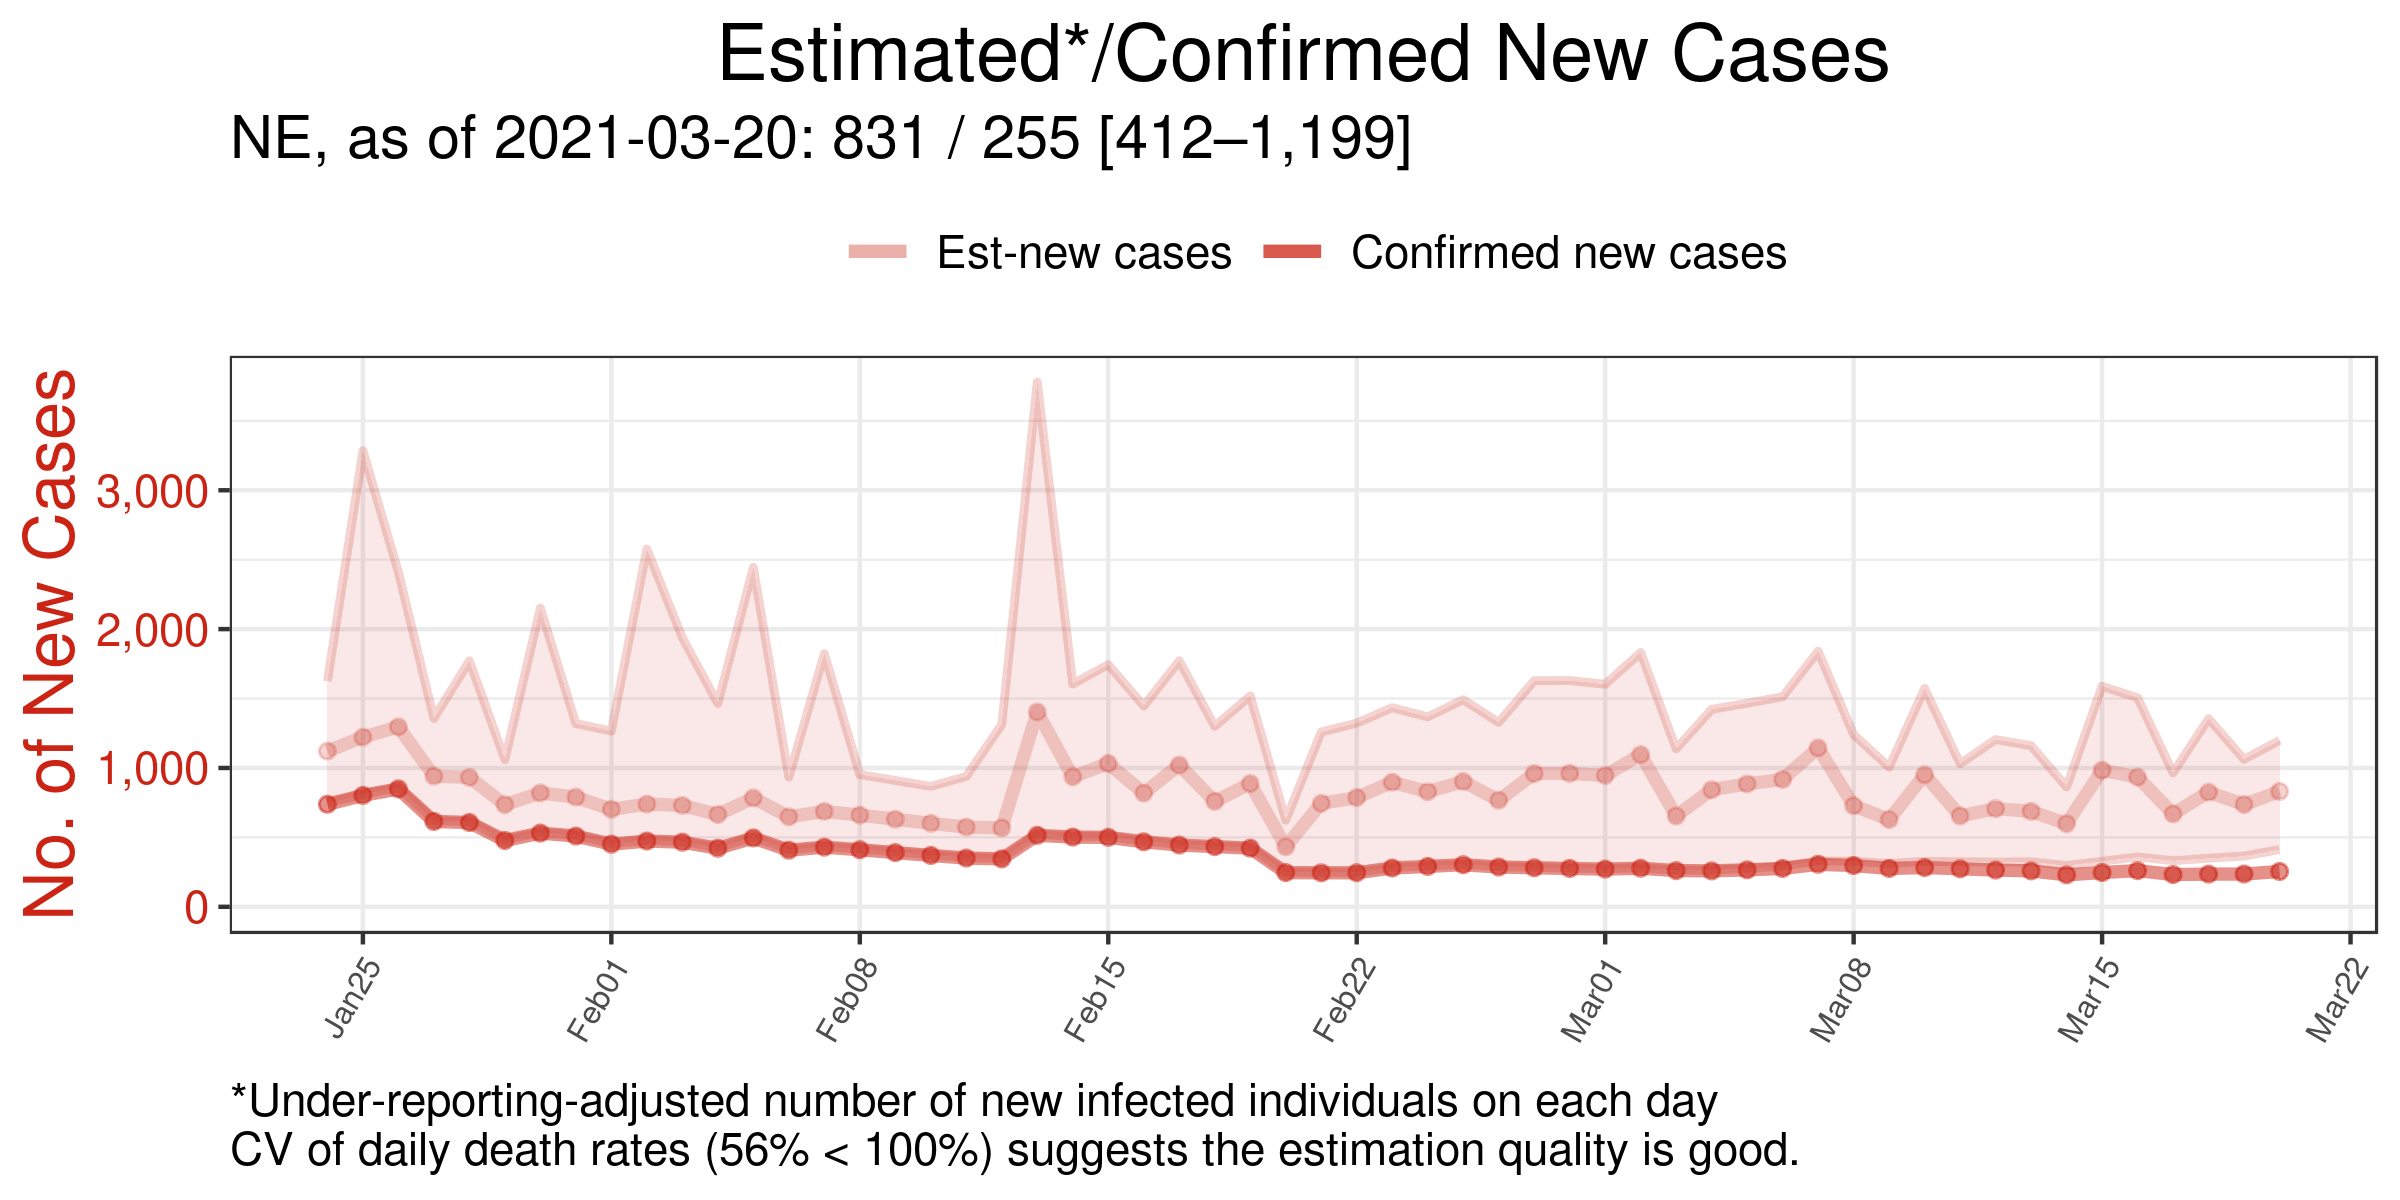 Estimated*/Confirmed New Cases
NE, as of 2021-03-20: 831 / 255 [412–1,199]
Est-new cases
Confirmed new cases
No. of New Cases
3,000
2,000
1,000
0
Jan25
Feb01
Feb08
Feb15
Feb22
Mar01
Mar08
Mar15
Mar22
*Under-reporting-adjusted number of new infected individuals on each day
CV of daily death rates (56% < 100%) suggests the estimation quality is good.